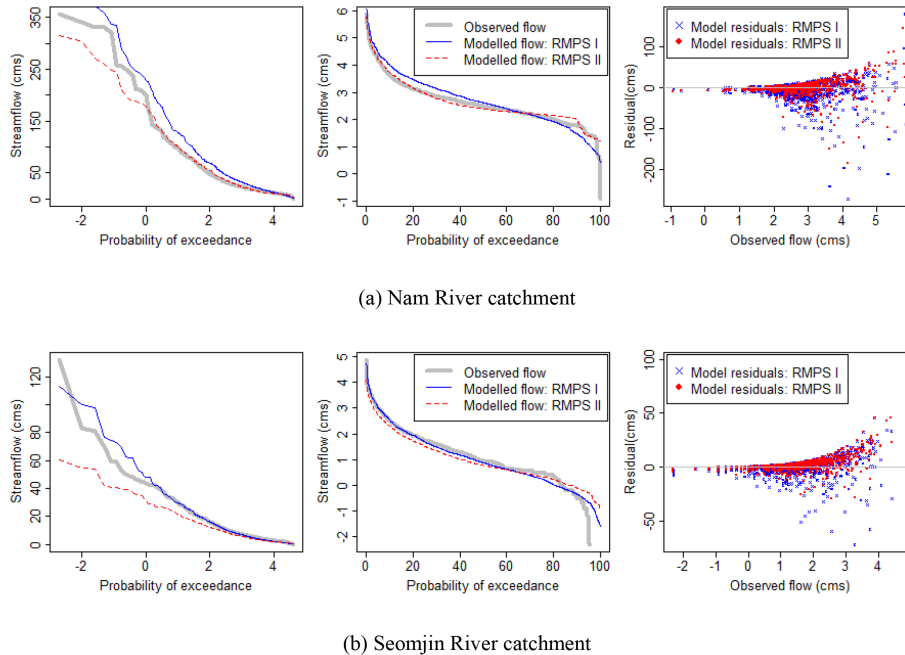 350
250
150
50
0
Streamflow (cms)
-2 0 2 4
Probability of exceedance
6
5
4
3
2
1
0
-1
Streamflow (cms)
Observed flow
Modelled flow: RMPS I
Modelled flow: RMPS II
0 20 40 60 80 100
Probability of exceedance
100
0
-100
-200
Residual(cms)
Model residuals: RMPS I
Model residuals: RMPS II
-1 0 1 2 3 4 5
Observed flow (cms)
(a) Nam River catchment
120
80
60
40
20
0
Streamflow (cms)
-2 0 2 4
Probability of exceedance
5
4
3
2
1
0
-1
-2
Streamflow (cms)
Observed flow
Modelled flow: RMPS I
Modelled flow: RMPS II
0 20 40 60 80 100
Probability of exceedance
100
50
0
-50
Residual(cms)
Model residuals: RMPS I
Model residuals: RMPS II
-2 -1 0 1 2 3 4
Observed flow (cms)
(b) Seomjin River catchment